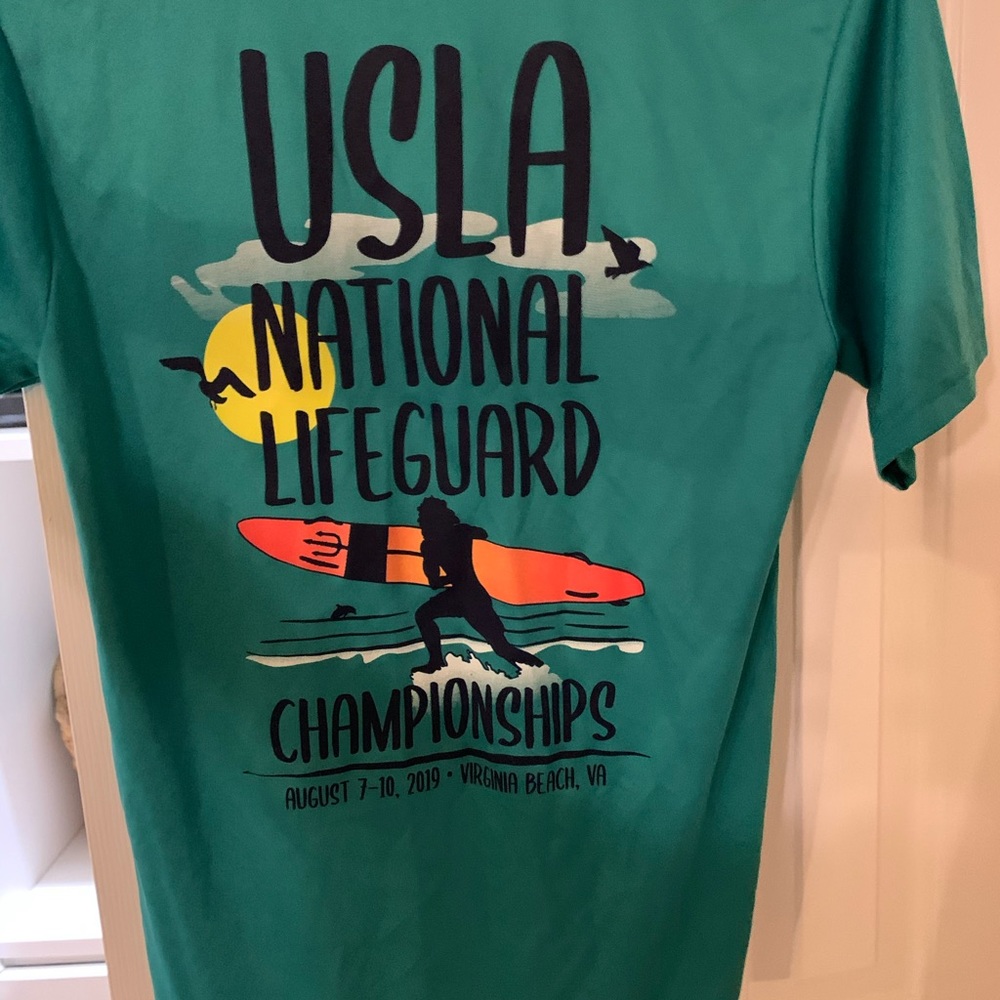 USLA
NATIONAL
LIFEGUARD
CHAMPIONSHIPS
AUGUST 7-10, 2019 • VIRGINIA BEACH, VA